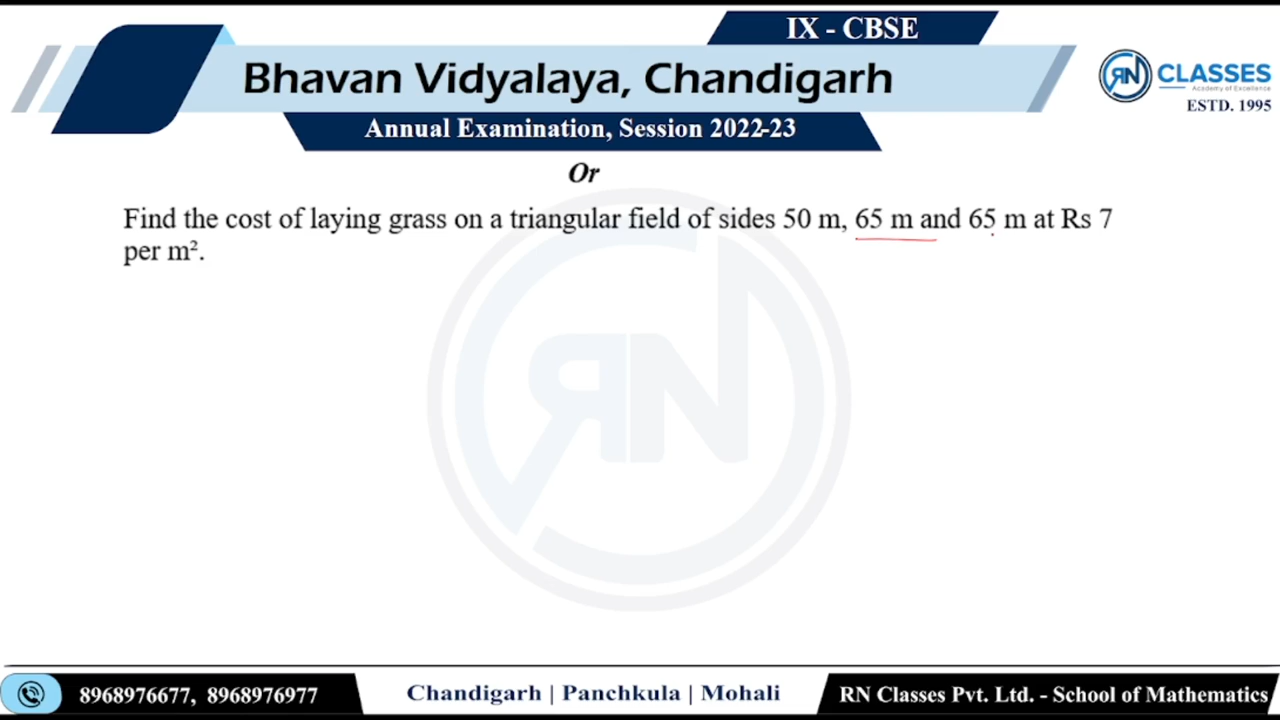 IX - CBSE
Bhavan Vidyalaya, Chandigarh
RN CLASSES
Academy of Excellence
ESTD. 1995
Annual Examination, Session 2022-23
Or
Find the cost of laying grass on a triangular field of sides 50 m, 65 m and 65 m at Rs 7
per m².
RN
8968976677, 8968976977
Chandigarh | Panchkula | Mohali
RN Classes Pvt. Ltd. - School of Mathematics